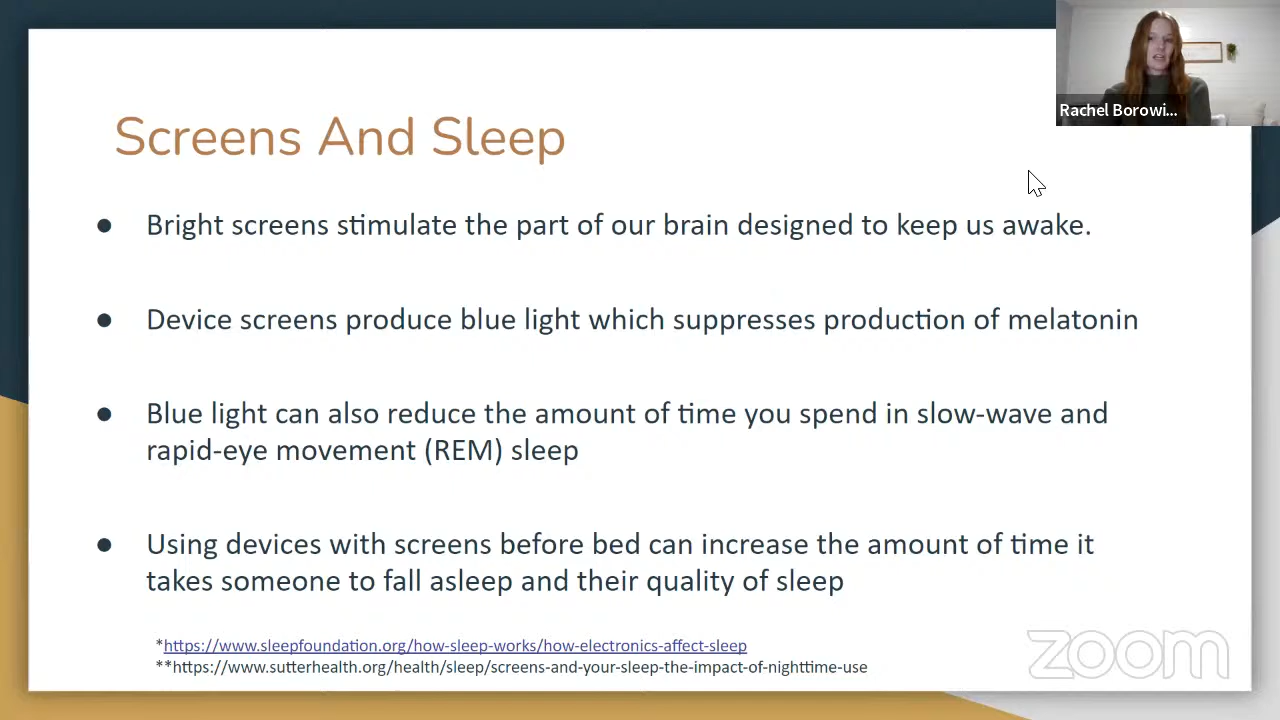 Rachel Borowi...
Screens And Sleep
● Bright screens stimulate the part of our brain designed to keep us awake.
● Device screens produce blue light which suppresses production of melatonin
● Blue light can also reduce the amount of time you spend in slow-wave and
rapid-eye movement (REM) sleep
● Using devices with screens before bed can increase the amount of time it
takes someone to fall asleep and their quality of sleep
*https://www.sleepfoundation.org/how-sleep-works/how-electronics-affect-sleep
**https://www.sutterhealth.org/health/sleep/screens-and-your-sleep-the-impact-of-nighttime-use
zoom